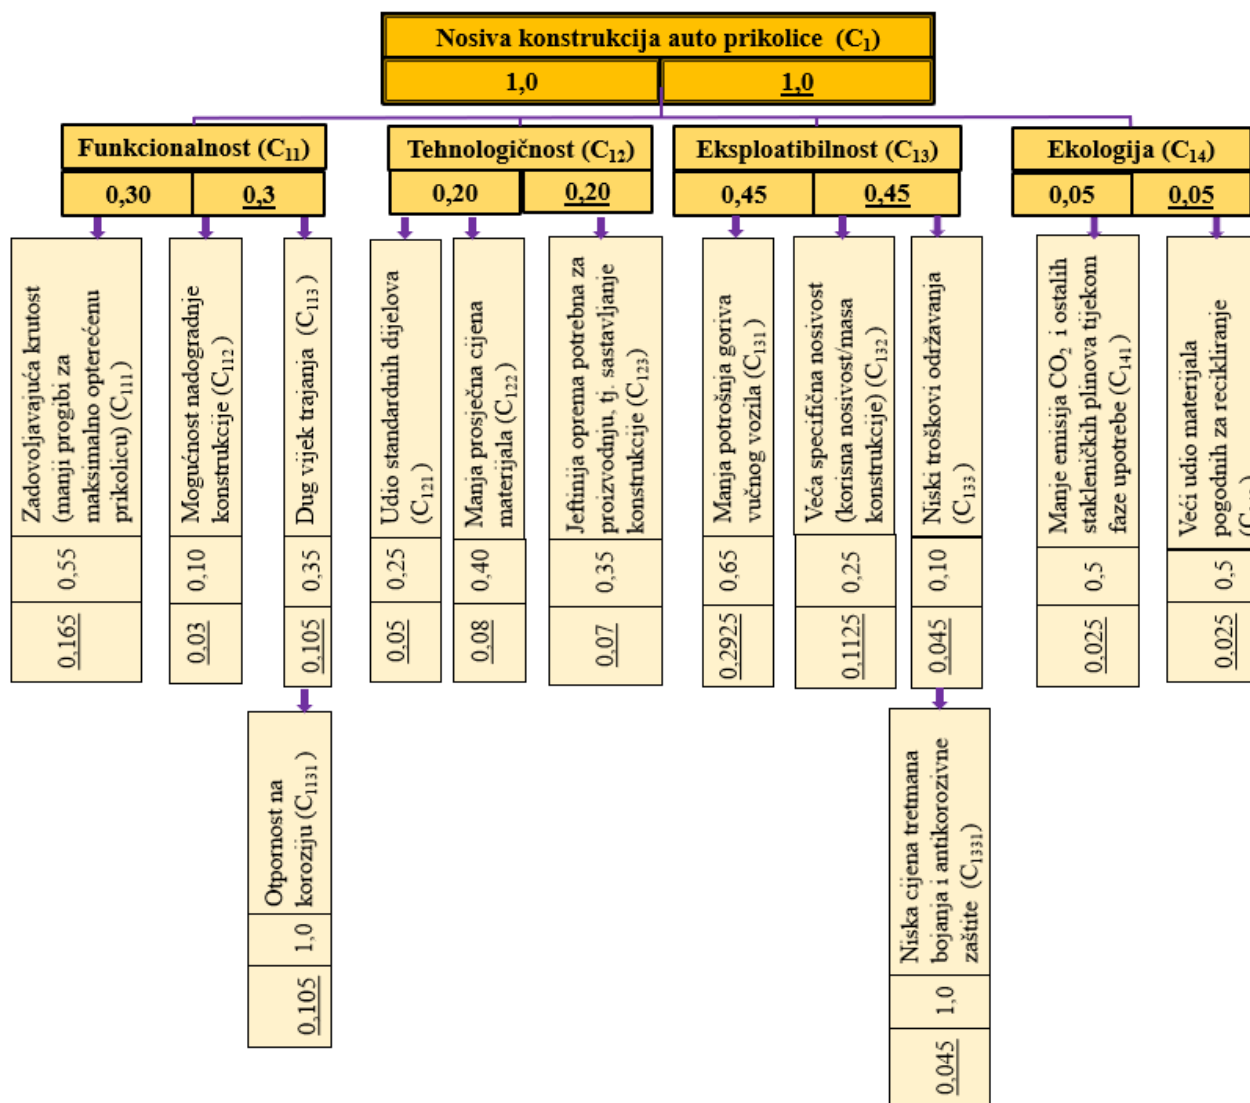 Nosiva konstrukcija auto prikolice (C₁)
1,0 1,0
Funkcionalnost (C₁₁)
0,30 0,3
Tehnologičnost (C₁₂)
0,20 0,20
Eksploatibilnost (C₁₃)
0,45 0,45
Ekologija (C₁₄)
0,05 0,05
Zadovoljavajuća krutost
(manji progibi za
maksimalno opterećenu
prikolicu) (C₁₁₁)
0,55
0,165
Mogućnost nadogradnje
konstrukcije (C₁₁₂)
0,10
0,03
Dug vijek trajanja (C₁₁₃)
0,35
0,105
Otpornost na
koroziju (C₁₁₃₁)
1,0
0,105
Udio standardnih dijelova
(C₁₂₁)
0,25
0,05
Manja prosječna cijena
materijala (C₁₂₂)
0,40
0,08
Jeftinija oprema potrebna za
proizvodnju, tj. sastavljanje
konstrukcije (C₁₂₃)
0,35
0,07
Manja potrošnja goriva
vučnog vozila (C₁₃₁)
0,65
0,2925
Veća specifična nosivost
(korisna nosivost/masa
konstrukcije) (C₁₃₂)
0,25
0,1125
Niski troškovi održavanja
(C₁₃₃)
0,10
0,045
Niska cijena tretmana
bojanja i antikorozivne
zaštite (C₁₃₃₁)
1,0
0,045
Manje emisija CO₂ i ostalih
stakleničkih plinova tijekom
faze upotrebe (C₁₄₁)
0,5
0,025
Veći udio materijala
pogodnih za recikliranje
0,5
0,025